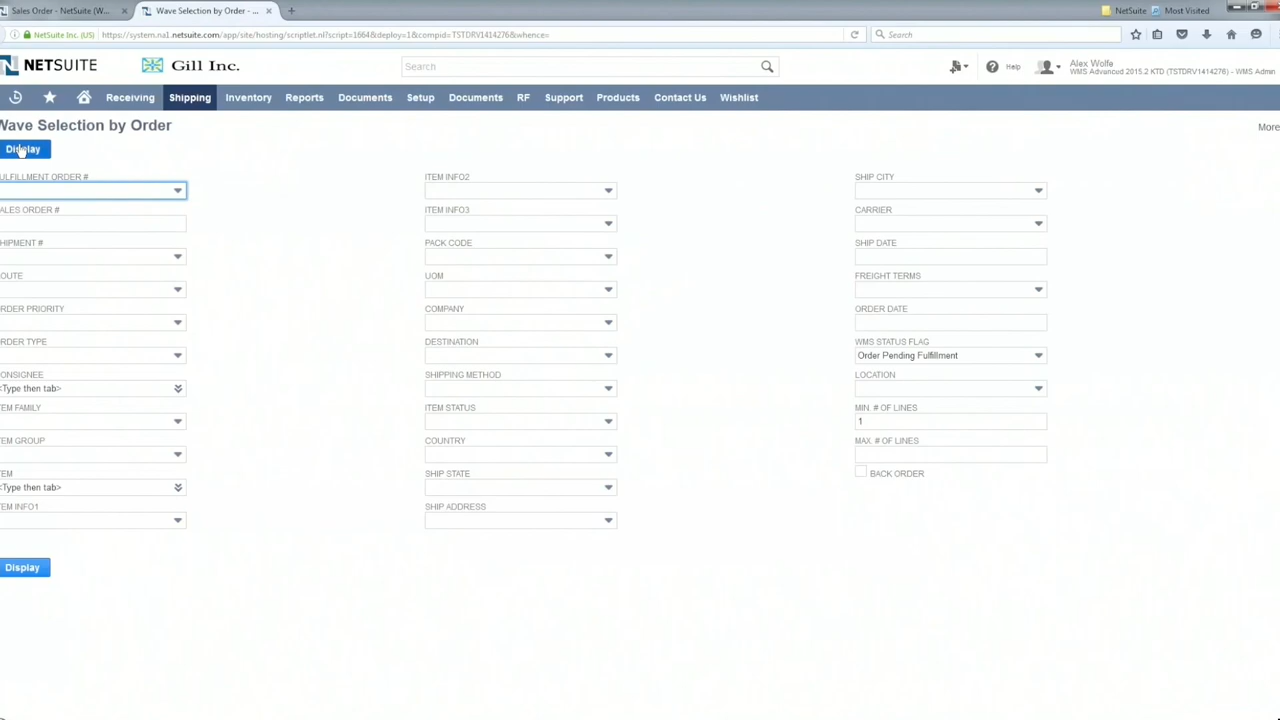 Sales Order - NetSuite (W...
Wave Selection by Order - ...
NetSuite
Most Visited
NetSuite Inc. (US)
https://system.na1.netsuite.com/app/site/hosting/scriptlet.nl?script=1664&deploy=1&compid=TSTDRV1414276&whence=
Search
NETSUITE
Gill Inc.
Search
Help
Alex Wolfe
WMS Advanced 2015.2 KTD (TSTDRV1414276) - WMS Admin
Receiving
Shipping
Inventory
Reports
Documents
Setup
Documents
RF
Support
Products
Contact Us
Wishlist
Wave Selection by Order
More
Display
ULFILLMENT ORDER #
ALES ORDER #
HIPMENT #
OUTE
RDER PRIORITY
RDER TYPE
ONSIGNEE
<Type then tab>
TEM FAMILY
TEM GROUP
TEM
<Type then tab>
TEM INFO1
ITEM INFO2
ITEM INFO3
PACK CODE
UOM
COMPANY
DESTINATION
SHIPPING METHOD
ITEM STATUS
COUNTRY
SHIP STATE
SHIP ADDRESS
SHIP CITY
CARRIER
SHIP DATE
FREIGHT TERMS
ORDER DATE
WMS STATUS FLAG
Order Pending Fulfillment
LOCATION
MIN. # OF LINES
1
MAX. # OF LINES
BACK ORDER
Display